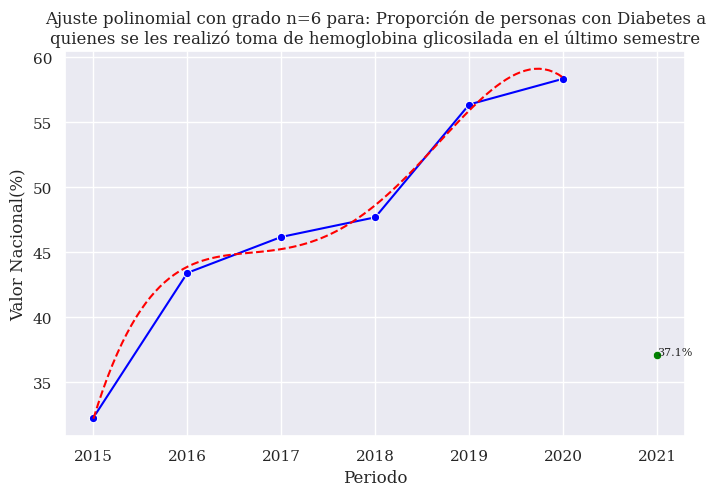 Ajuste polinomial con grado n=6 para: Proporción de personas con Diabetes a
quienes se les realizó toma de hemoglobina glicosilada en el último semestre
60
55
50
45
40
35
Valor Nacional(%)
37.1%
2015 2016 2017 2018 2019 2020 2021
Periodo